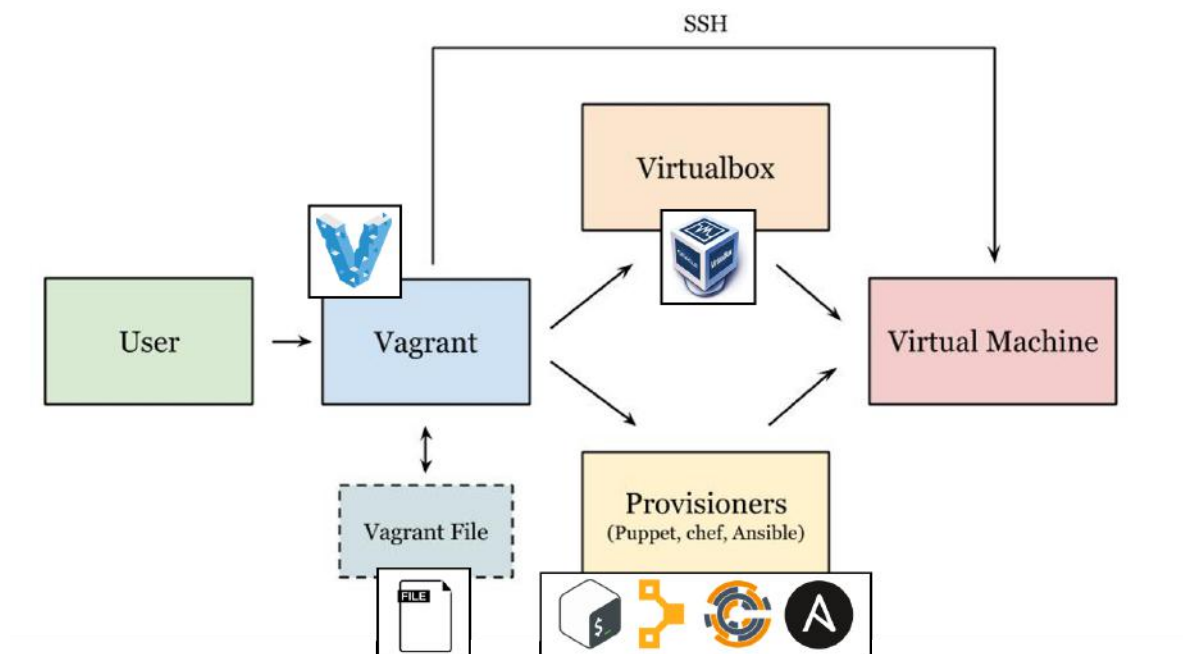 SSH
Virtualbox
User
Vagrant
Virtual Machine
Vagrant File
FILE
Provisioners
(Puppet, chef, Ansible)
$_